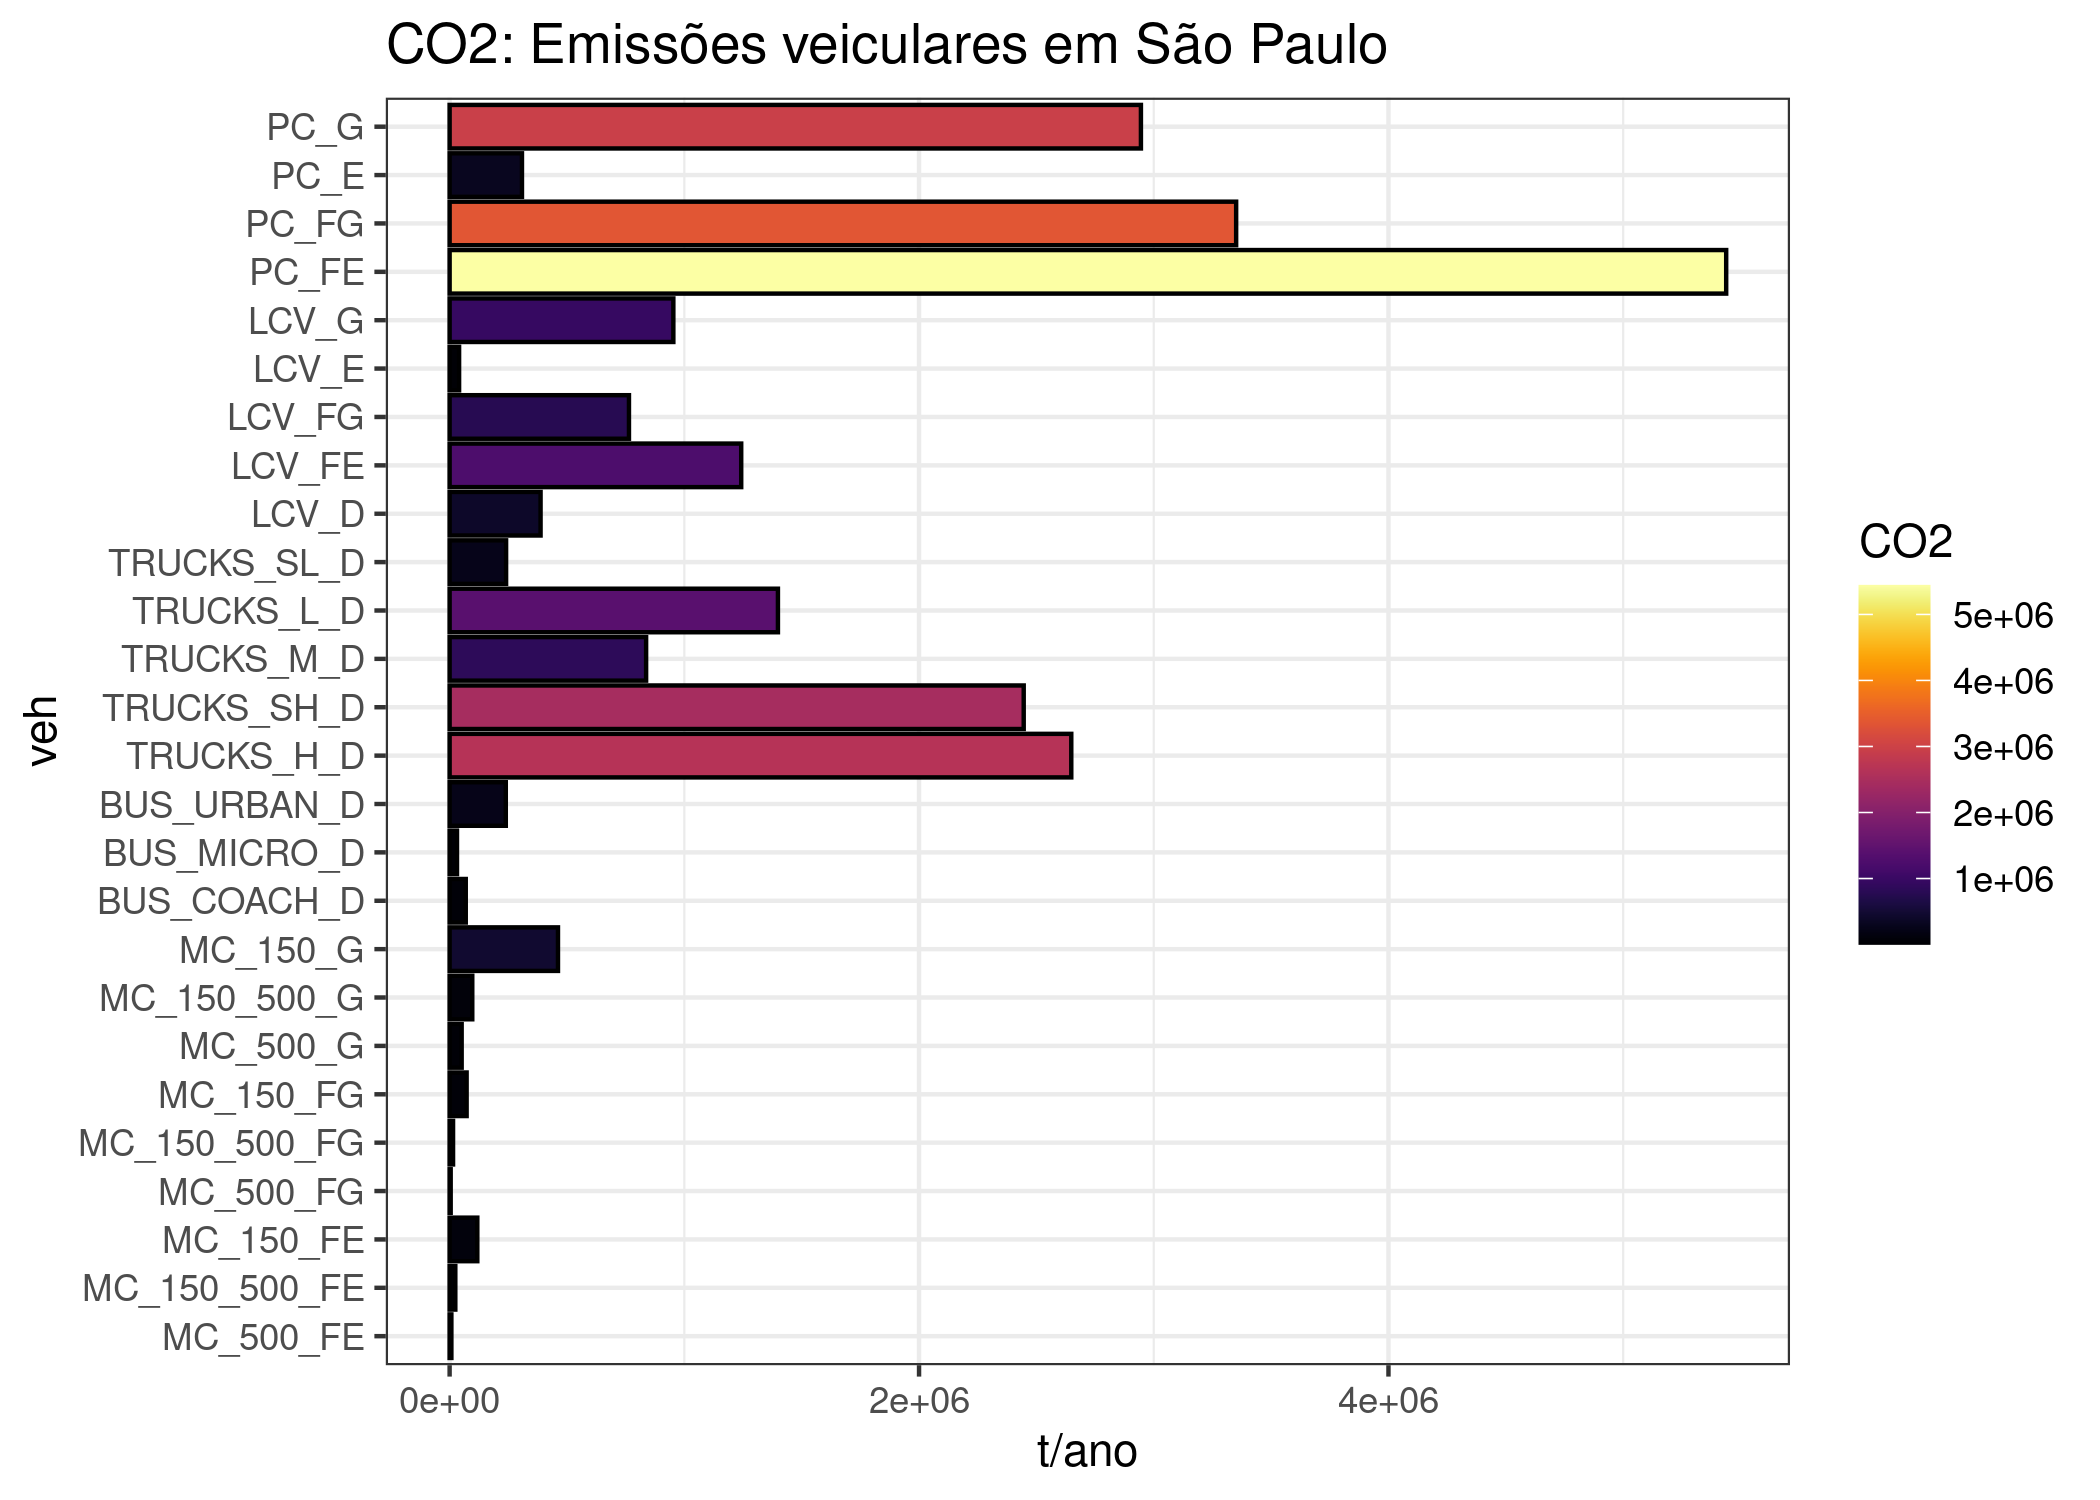 CO2: Emissões veiculares em São Paulo
veh
PC_G
PC_E
PC_FG
PC_FE
LCV_G
LCV_E
LCV_FG
LCV_FE
LCV_D
TRUCKS_SL_D
TRUCKS_L_D
TRUCKS_M_D
TRUCKS_SH_D
TRUCKS_H_D
BUS_URBAN_D
BUS_MICRO_D
BUS_COACH_D
MC_150_G
MC_150_500_G
MC_500_G
MC_150_FG
MC_150_500_FG
MC_500_FG
MC_150_FE
MC_150_500_FE
MC_500_FE
0e+00 2e+06 4e+06
t/ano
CO2
5e+06
4e+06
3e+06
2e+06
1e+06